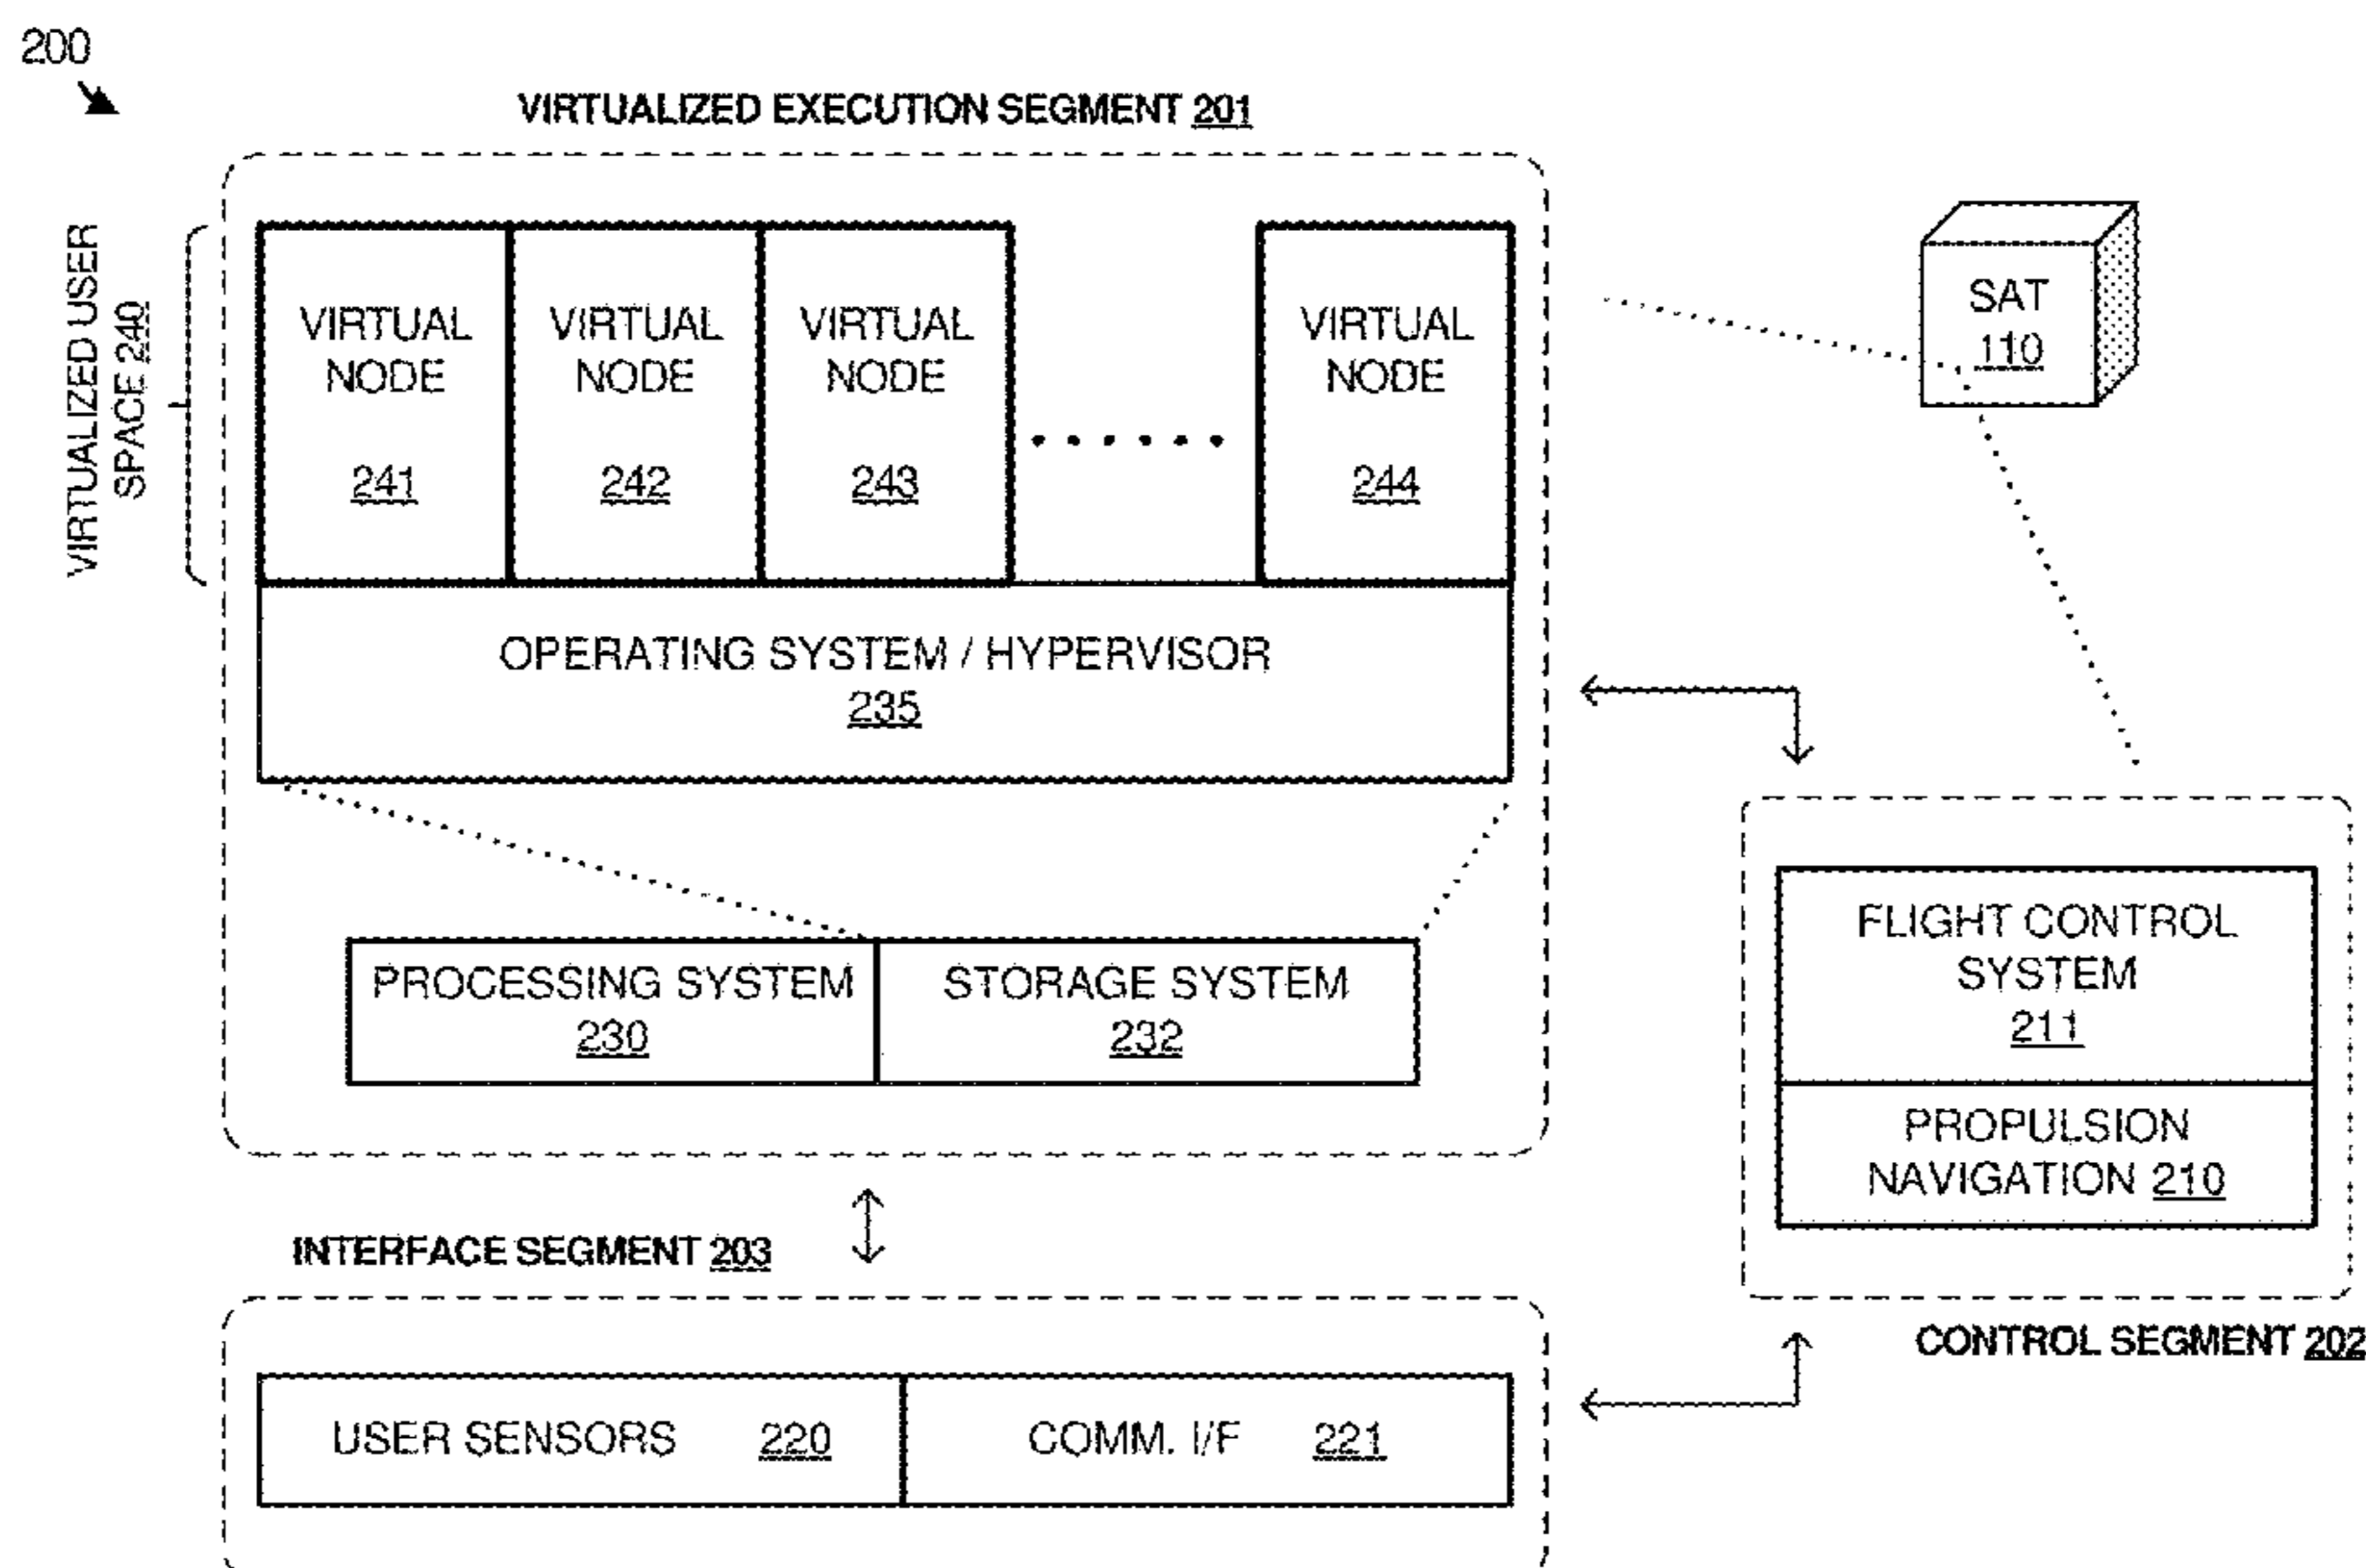 200
VIRTUALIZED EXECUTION SEGMENT 201
VIRTUALIZED USER
SPACE 240
VIRTUAL
NODE
241
VIRTUAL
NODE
242
VIRTUAL
NODE
243
VIRTUAL
NODE
244
SAT
110
OPERATING SYSTEM / HYPERVISOR
235
PROCESSING SYSTEM
230
STORAGE SYSTEM
232
FLIGHT CONTROL
SYSTEM
211
PROPULSION
NAVIGATION 210
CONTROL SEGMENT 202
INTERFACE SEGMENT 203
USER SENSORS 220
COMM. I/F 221